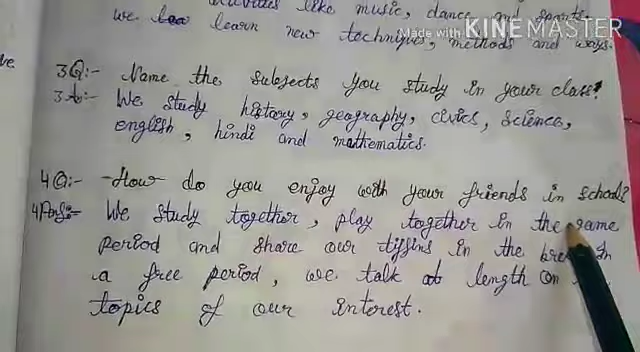 like music, dance and sports
we learn new techniques, methods and ways.
Made with KINEMASTER
3Q:- Name the subjects you study in your class?
3A:- We study history, geography, civics, science,
english, hindi and mathematics.
4Q:- How do you enjoy with your friends in school?
4Ans:- We study together, play together in the game
period and share our tiffins in the In
a free period, we talk at length on
topics of our interest.